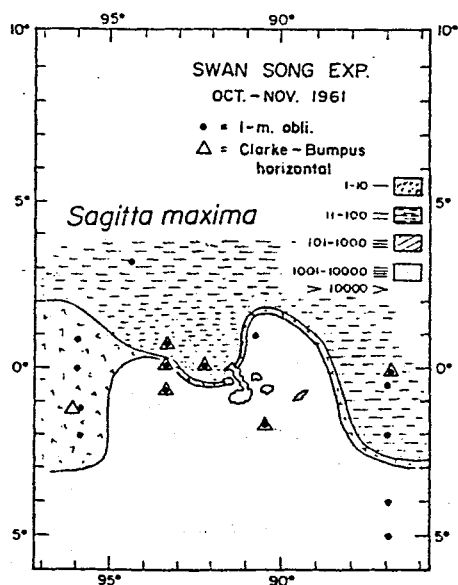 95° 90°
10° 10°
SWAN SONG EXP.
OCT.-NOV. 1961
• = 1-m. obli.
△ = Clarke-Bumpus
horizontal
1-10
5° 5°
11-100
Sagitta maxima
101-1000
1001-10000
> 10000 >
0° 0°
5° 5°
95° 90°